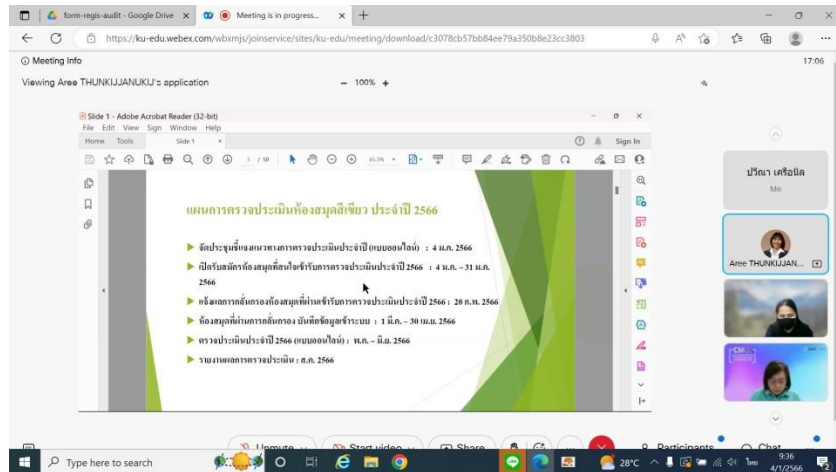 form-regis-audit - Google Drive
Meeting is in progress...
https://ku-edu.webex.com/wbxmjs/joinservice/sites/ku-edu/meeting/download/c3078cb57bb84ee79a350b8e23cc3803
Meeting Info
17:06
Viewing Aree THUNKIJJANUKIJ's application
100%
Slide 1 - Adobe Acrobat Reader (32-bit)
File Edit View Sign Window Help
Home Tools Slide 1 Sign In
3 / 50 65.3%
แผนการตรวจประเมินห้องสมุดสีเขียว ประจำปี 2566
จัดประชุมชี้แจงแนวทางการตรวจประเมินประจำปี (แบบออนไลน์) : 4 ม.ค. 2566
เปิดรับสมัครห้องสมุดที่สนใจเข้ารับการตรวจประเมินประจำปี 2566 : 4 ม.ค. – 31 ม.ค.
2566
แจ้งผลการกลั่นกรองห้องสมุดที่ผ่านเข้ารับการตรวจประเมินประจำปี 2566 : 20 ก.พ. 2566
ห้องสมุดที่ผ่านการกลั่นกรอง บันทึกข้อมูลเข้าระบบ : 1 มี.ค. – 30 เม.ย. 2566
ตรวจประเมินประจำปี 2566 (แบบออนไลน์) : พ.ค. – มิ.ย. 2566
รายงานผลการตรวจประเมิน : ส.ค. 2566
ปวีณา เครือนิล
Me
Aree THUNKIJJAN...
Unmute
Start video
Share
Participants
Chat
Type here to search
28°C
ไทย
9:36
4/1/2566